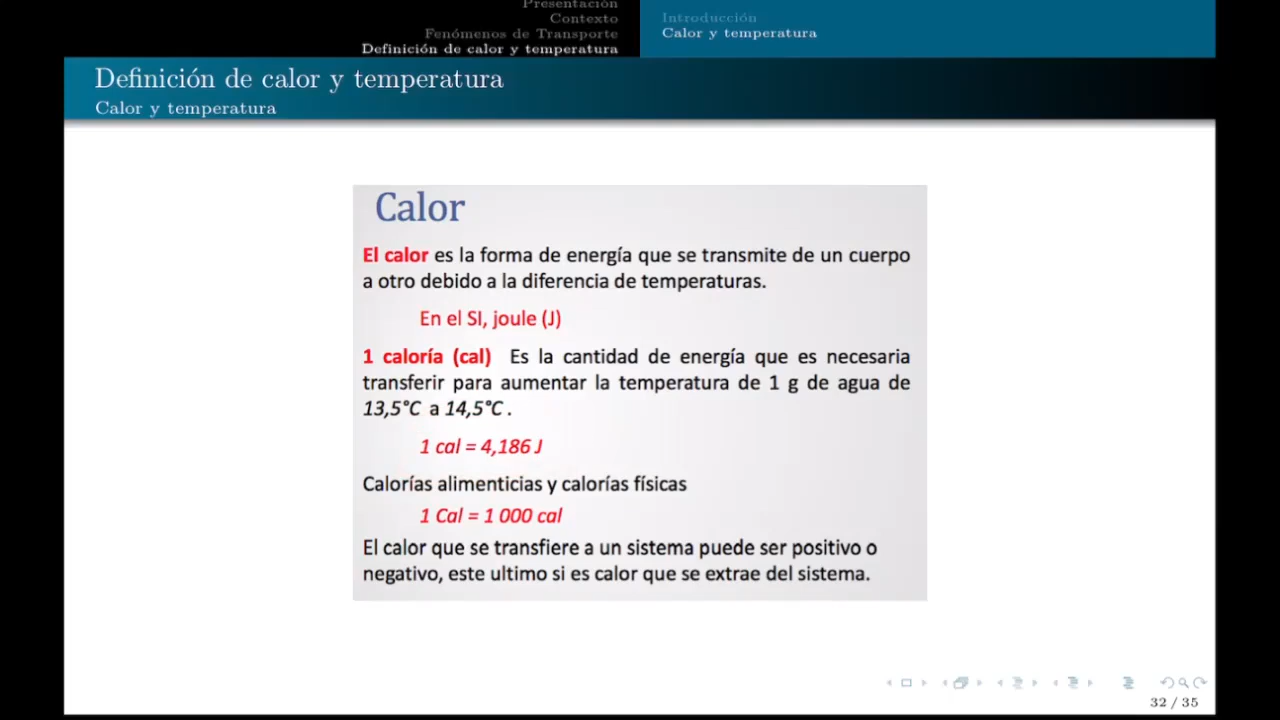 Presentación
Contexto
Fenómenos de Transporte
Definición de calor y temperatura
Introducción
Calor y temperatura
Definición de calor y temperatura
Calor y temperatura
Calor
El calor es la forma de energía que se transmite de un cuerpo
a otro debido a la diferencia de temperaturas.
En el SI, joule (J)
1 caloría (cal) Es la cantidad de energía que es necesaria
transferir para aumentar la temperatura de 1 g de agua de
13,5°C a 14,5°C .
1 cal = 4,186 J
Calorías alimenticias y calorías físicas
1 Cal = 1 000 cal
El calor que se transfiere a un sistema puede ser positivo o
negativo, este ultimo si es calor que se extrae del sistema.
32 / 35